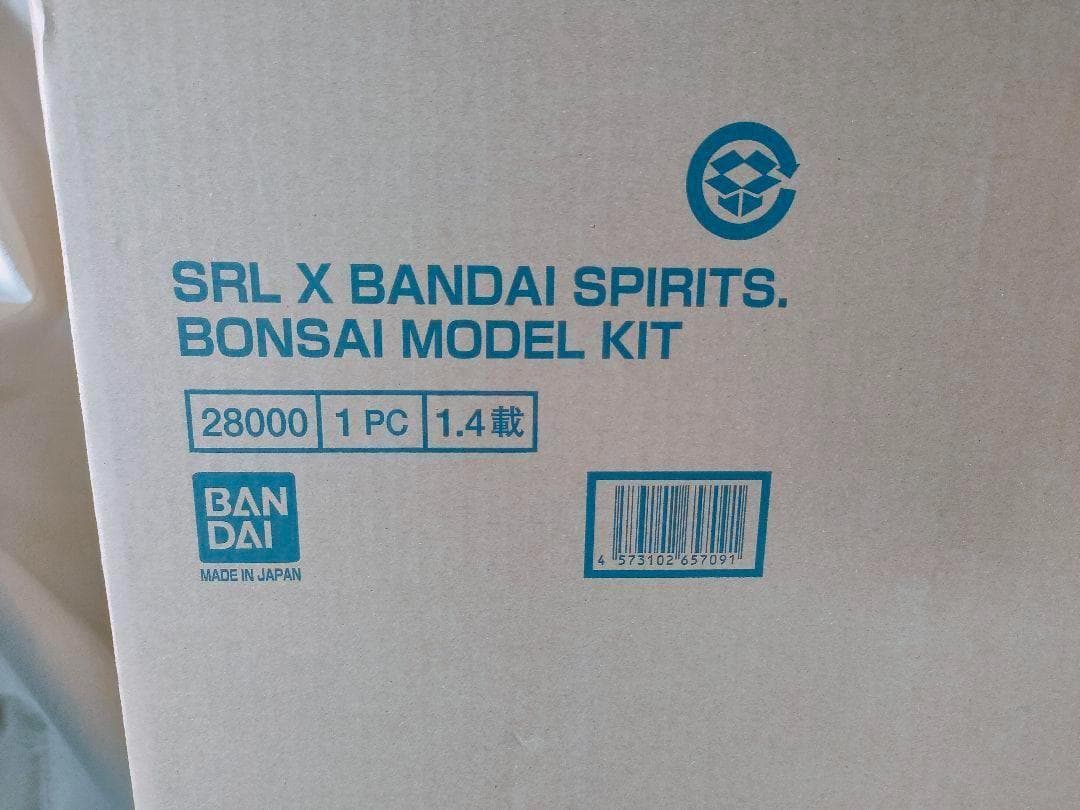 SRL X BANDAI SPIRITS.
BONSAI MODEL KIT
28000 1 PC 1.4載
BAN
DAI
MADE IN JAPAN
4 573102 657091